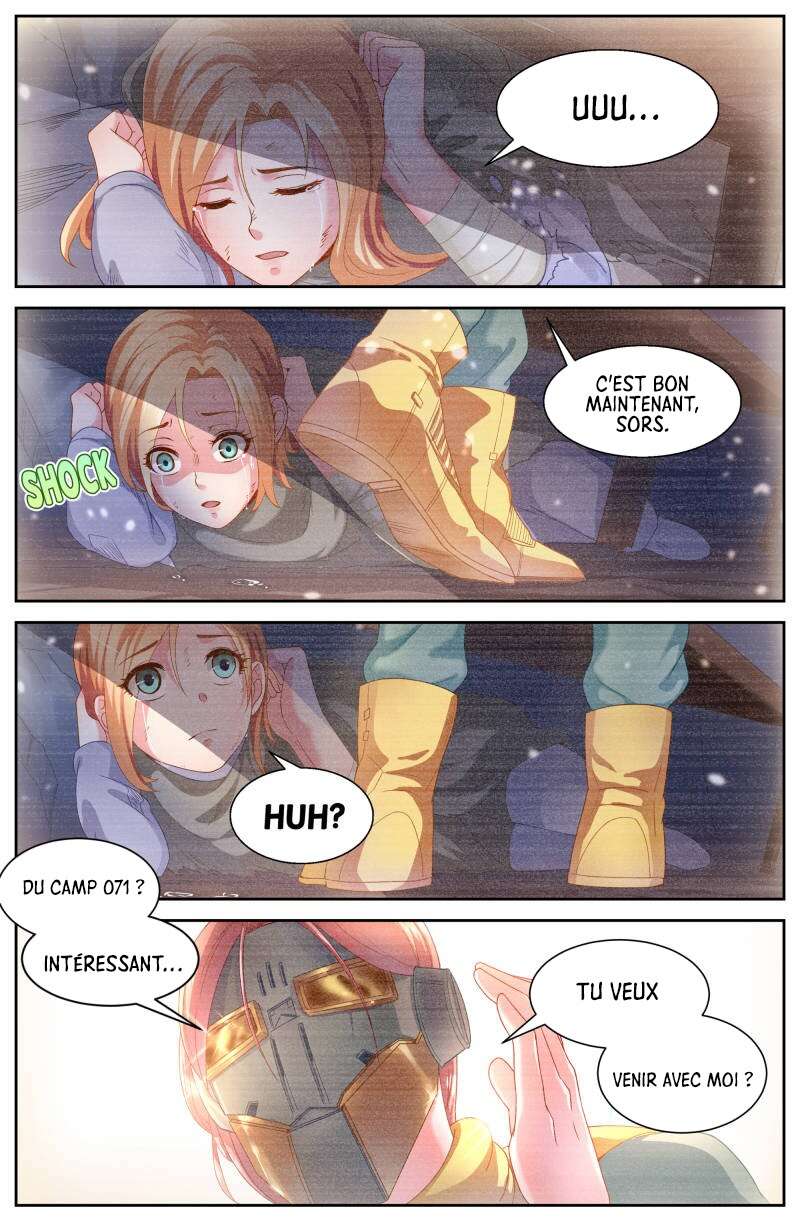 UUU...
C'EST BON
MAINTENANT,
SORS.
SHOCK
HUH?
DU CAMP 071 ?
INTÉRESSANT...
TU VEUX
VENIR AVEC MOI ?